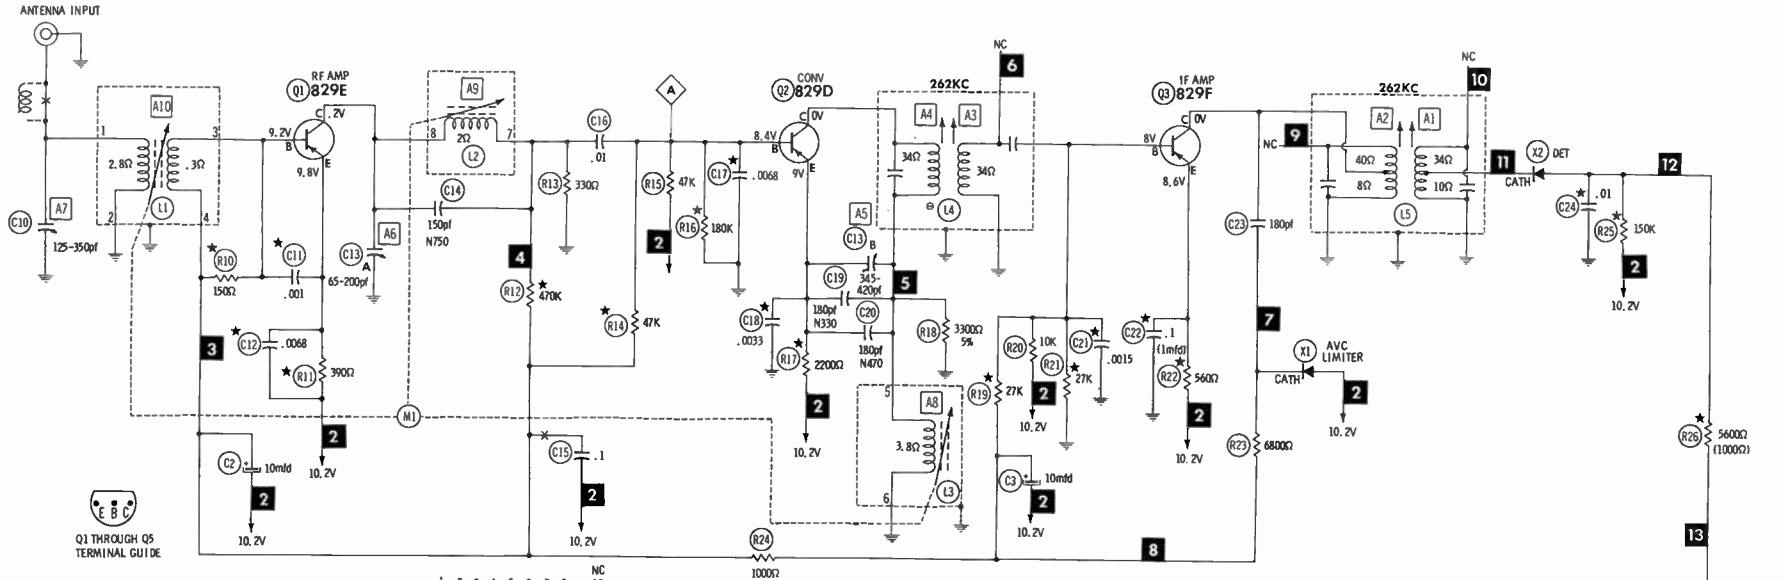 ANTENNA INPUT
C10
A7
125-350pf
1
2
A10
2.8Ω
.3Ω
L1
3
4
R10
150Ω
C11
.001
3
C12
.0068
R11
390Ω
2
10.2V
C2
+
10mfd
2
10.2V
E B C
Q1 THROUGH Q5
TERMINAL GUIDE
RF AMP
Q1 829E
C .2V
9.2V
B
E
9.8V
C13
A
A6
65-200pf
A9
8
7
2Ω
L2
C14
150pf
N750
M1
4
R12
470K
C15
.1
2
10.2V
R13
330Ω
C16
.01
R14
47K
A
R15
47K
2
R16
180K
C17
.0068
CONV
Q2 829D
C 0V
8.4V
B
E
9V
C18
.0033
R17
2200Ω
2
10.2V
A5
C13
B
345-
420pf
C19
180pf
N330
C20
180pf
N470
5
R18
3300Ω
5%
262KC
A4
A3
34Ω
34Ω
L4
NC
6
5
A8
3.8Ω
6
L3
R24
1000Ω
NC
R19
27K
C3
+
10mfd
2
10.2V
R20
10K
2
10.2V
R21
27K
C21
.0015
IF AMP
Q3 829F
C 0V
8V
B
E
8.6V
C22
.1
(1mfd)
R22
560Ω
2
10.2V
8
C23
180pf
7
R23
6800Ω
X1
AVC
LIMITER
CATH
2
10.2V
NC
9
262KC
A2
A1
40Ω
34Ω
8Ω
10Ω
L5
NC
10
11
CATH
X2 DET
12
C24
.01
R25
150K
2
10.2V
R26
5600Ω
(1000Ω)
13